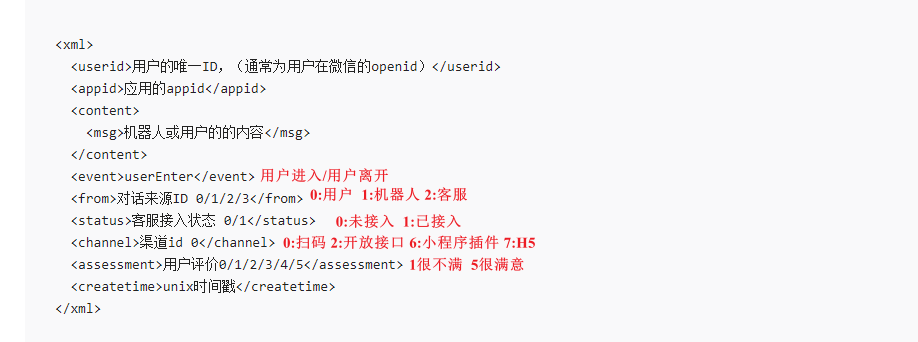 <xml>
<userid>用户的唯一ID，（通常为用户在微信的openid）</userid>
<appid>应用的appid</appid>
<content>
<msg>机器人或用户的的内容</msg>
</content>
<event>userEnter</event> 用户进入/用户离开
<from>对话来源ID 0/1/2/3</from> 0:用户 1:机器人 2:客服
<status>客服接入状态 0/1</status> 0:未接入 1:已接入
<channel>渠道id 0</channel> 0:扫码 2:开放接口 6:小程序插件 7:H5
<assessment>用户评价0/1/2/3/4/5</assessment> 1很不满 5很满意
<createtime>unix时间戳</createtime>
</xml>